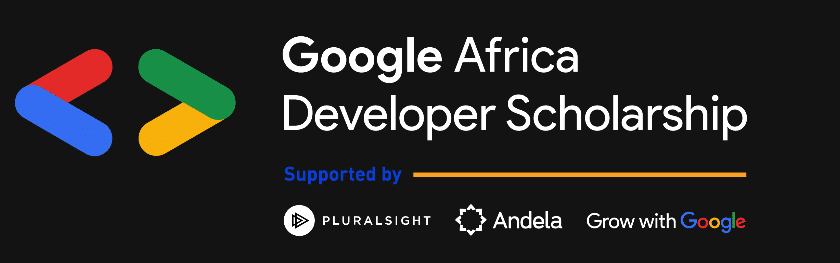 Google Africa
Developer Scholarship
Supported by
PLURALSIGHT Andela Grow with Google